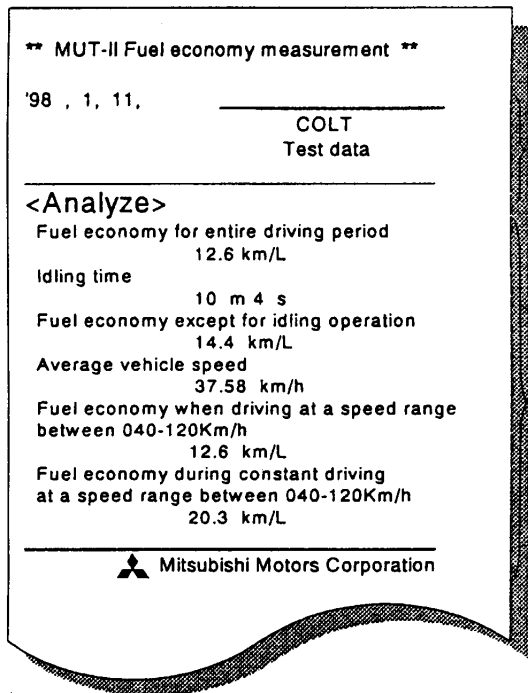 ** MUT-II Fuel economy measurement **
'98 , 1, 11,
COLT
Test data
<Analyze>
Fuel economy for entire driving period
12.6 km/L
Idling time
10 m 4 s
Fuel economy except for idling operation
14.4 km/L
Average vehicle speed
37.58 km/h
Fuel economy when driving at a speed range
between 040-120Km/h
12.6 km/L
Fuel economy during constant driving
at a speed range between 040-120Km/h
20.3 km/L
Mitsubishi Motors Corporation